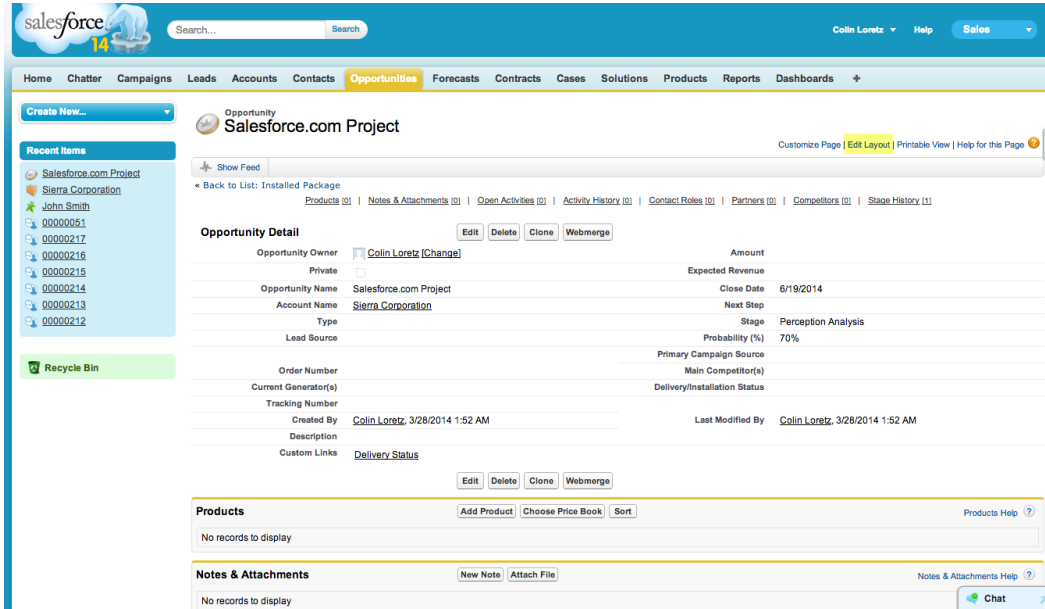 salesforce
14
Search... Search
Colin Loretz Help Sales
Home Chatter Campaigns Leads Accounts Contacts Opportunities Forecasts Contracts Cases Solutions Products Reports Dashboards +
Create New...
Recent Items
Salesforce.com Project
Sierra Corporation
John Smith
00000051
00000217
00000216
00000215
00000214
00000213
00000212
Recycle Bin
Opportunity
Salesforce.com Project
Customize Page | Edit Layout | Printable View | Help for this Page ?
Show Feed
« Back to List: Installed Package
Products [0] | Notes & Attachments [0] | Open Activities [0] | Activity History [0] | Contact Roles [0] | Partners [0] | Competitors [0] | Stage History [1]
Opportunity Detail Edit Delete Clone Webmerge
Opportunity Owner Colin Loretz [Change] Amount
Private Expected Revenue
Opportunity Name Salesforce.com Project Close Date 6/19/2014
Account Name Sierra Corporation Next Step
Type Stage Perception Analysis
Lead Source Probability (%) 70%
Primary Campaign Source
Order Number Main Competitor(s)
Current Generator(s) Delivery/Installation Status
Tracking Number
Created By Colin Loretz, 3/28/2014 1:52 AM Last Modified By Colin Loretz, 3/28/2014 1:52 AM
Description
Custom Links Delivery Status
Edit Delete Clone Webmerge
Products Add Product Choose Price Book Sort Products Help ?
No records to display
Notes & Attachments New Note Attach File Notes & Attachments Help ?
No records to display
Chat